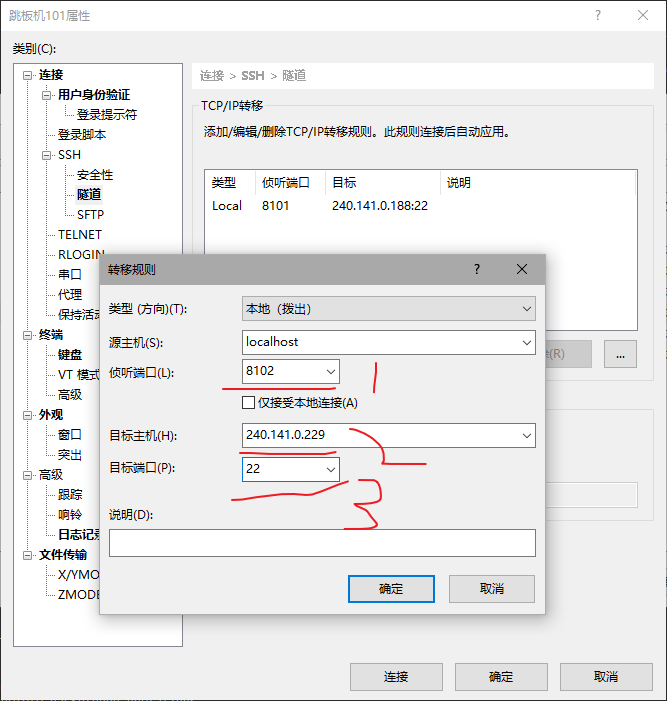 跳板机101属性
类别(C):
连接
用户身份验证
登录提示符
登录脚本
SSH
安全性
隧道
SFTP
TELNET
RLOGIN
串口
代理
保持活动
终端
键盘
VT 模式
高级
外观
窗口
突出
高级
跟踪
响铃
日志记录
文件传输
X/YMO
ZMODE
连接 > SSH > 隧道
TCP/IP转移
添加/编辑/删除TCP/IP转移规则。此规则连接后自动应用。
类型 侦听端口 目标 说明
Local 8101 240.141.0.188:22
(R)
...
转移规则
类型 (方向)(T): 本地（拨出）
源主机(S): localhost
侦听端口(L): 8102
1
仅接受本地连接(A)
目标主机(H): 240.141.0.229
2
目标端口(P): 22
3
说明(D):
确定 取消
连接 确定 取消